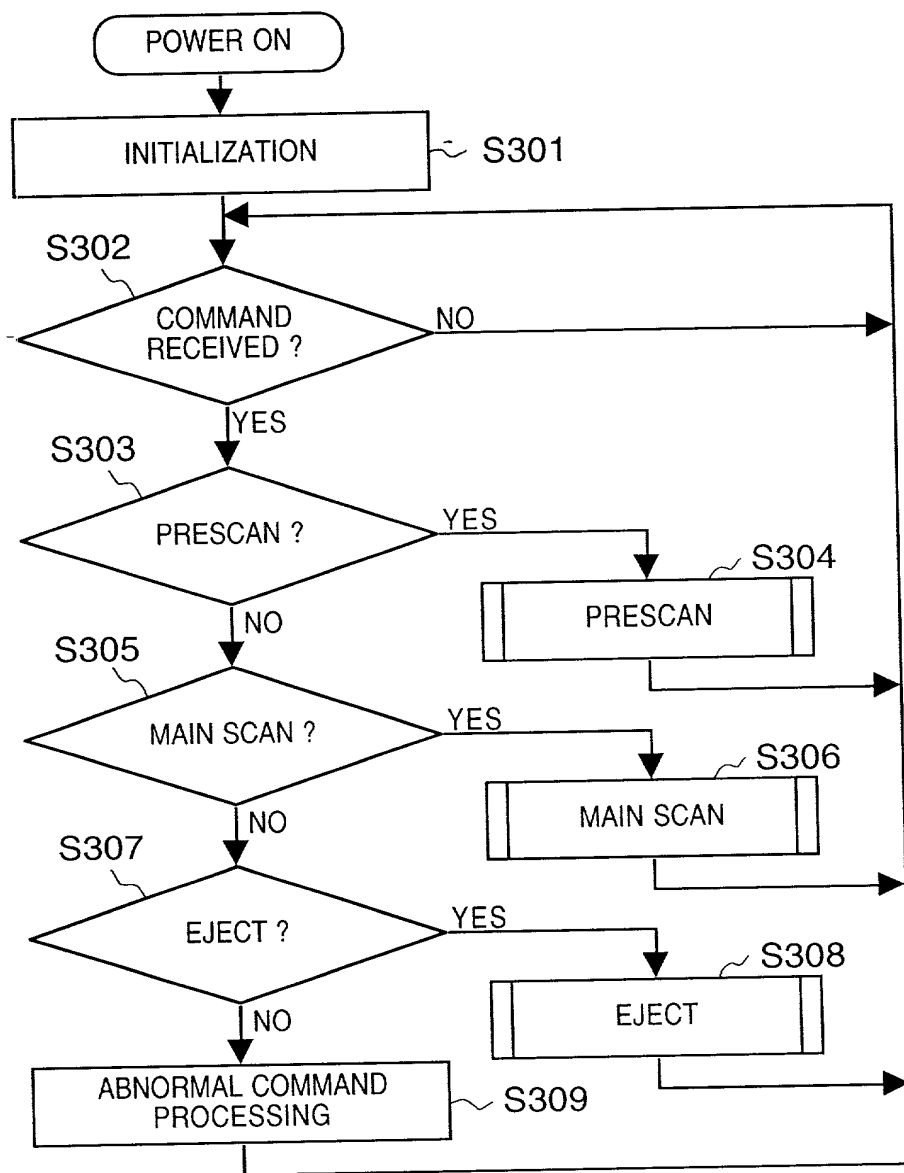 POWER ON
INITIALIZATION
S301
S302
COMMAND
RECEIVED ?
NO
YES
S303
PRESCAN ?
YES
S304
PRESCAN
NO
S305
MAIN SCAN ?
YES
S306
MAIN SCAN
NO
S307
EJECT ?
YES
S308
EJECT
NO
ABNORMAL COMMAND
PROCESSING
S309